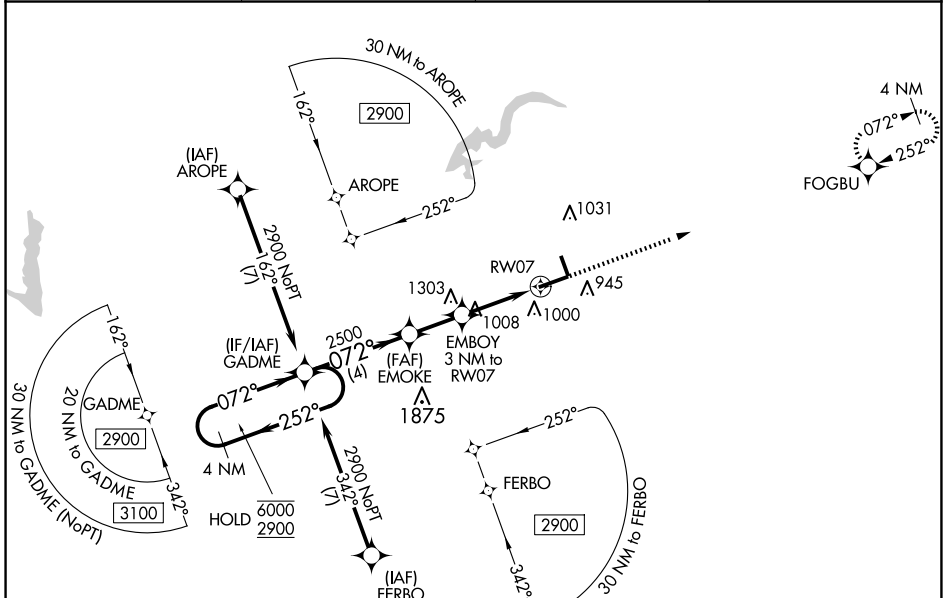 30 NM to AROPE
162°
2900
AROPE
252°
(IAF)
AROPE
2900 NoPT
162°
(7)
4 NM
072°
252°
FOGBU
1031
RW07
945
1303
1008
1000
EMBOY
3 NM to
RW07
(IF/IAF)
GADME
2500
072°
(4)
(FAF)
EMOKE
1875
072°
252°
4 NM
HOLD
6000
2900
162°
GADME
2900
20 NM to GADME
3100
342°
30 NM to GADME (NoPT)
2900 NoPT
342°
(7)
(IAF)
FERBO
252°
FERBO
2900
342°
30 NM to FERBO